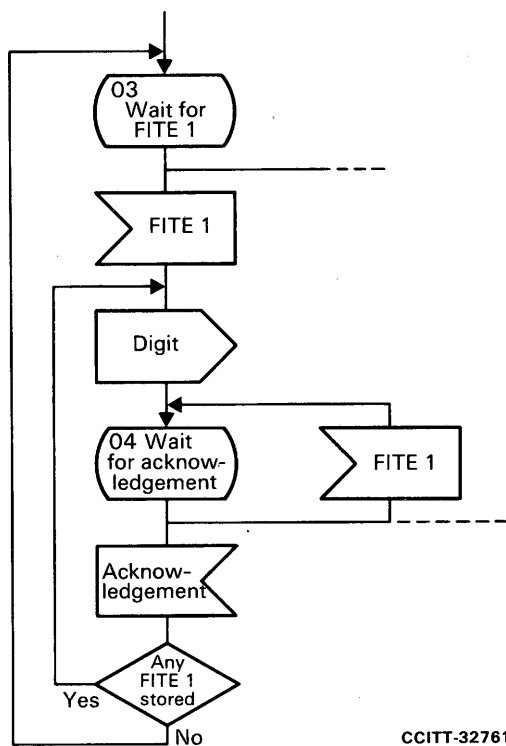 03
Wait for
FITE 1
FITE 1
Digit
04 Wait
for acknow-
ledgement
FITE 1
Acknow-
ledgement
Any
FITE 1
stored
Yes
No
CCITT-32761